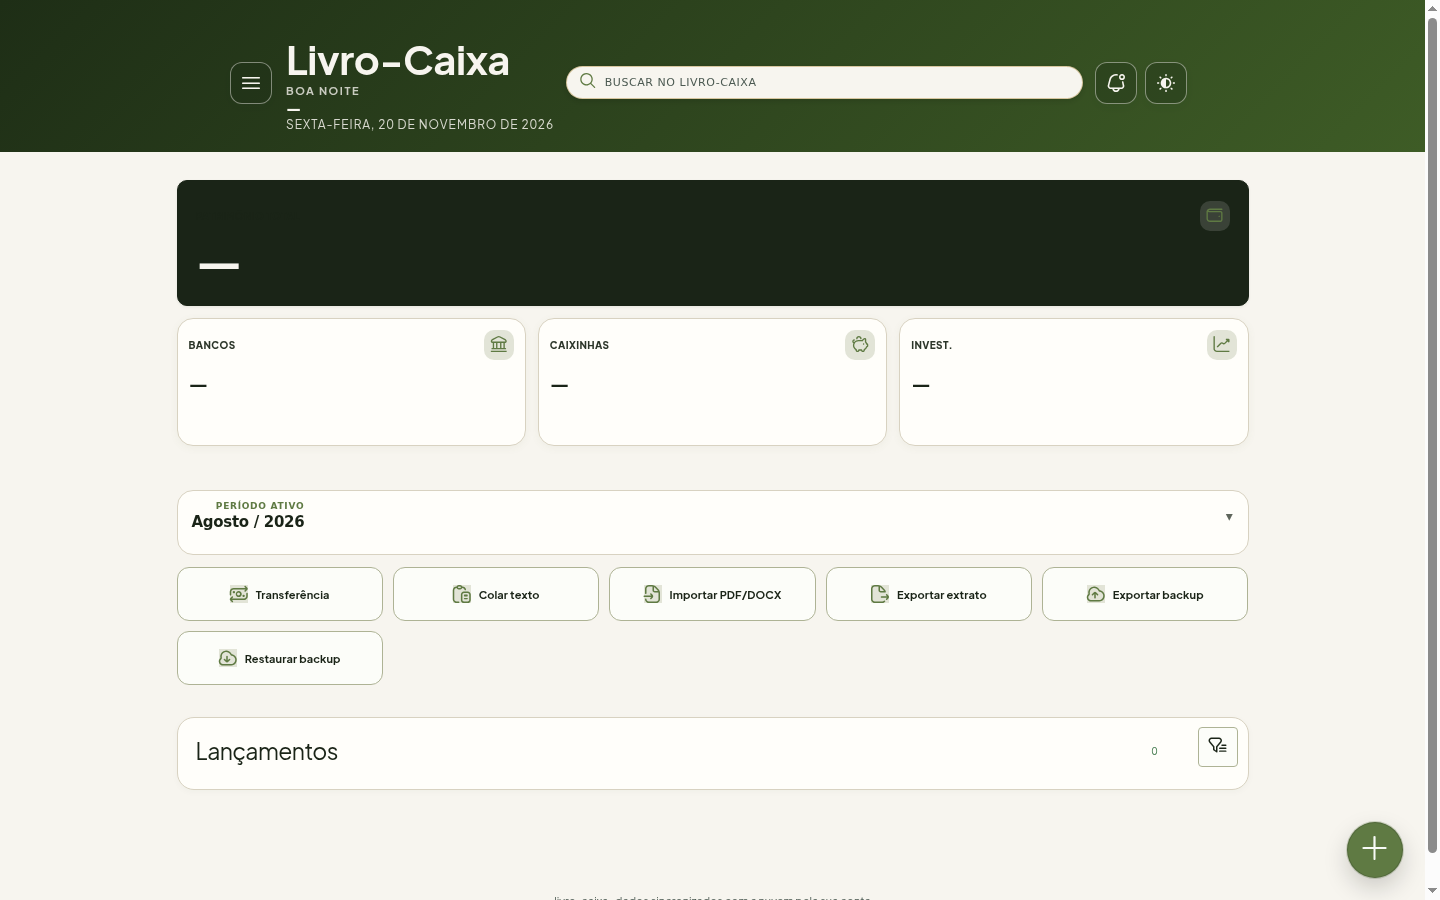 Livro-Caixa
BOA NOITE
—
SEXTA-FEIRA, 20 DE NOVEMBRO DE 2026
BUSCAR NO LIVRO-CAIXA
—
BANCOS
—
CAIXINHAS
—
INVEST.
—
PERÍODO ATIVO
Agosto / 2026
Transferência
Colar texto
Importar PDF/DOCX
Exportar extrato
Exportar backup
Restaurar backup
Lançamentos
0